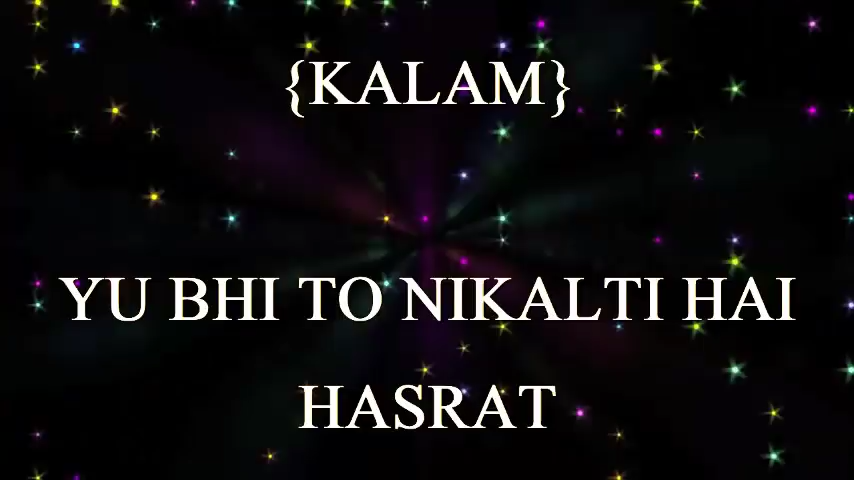 {KALAM}
YU BHI TO NIKALTI HAI
HASRAT